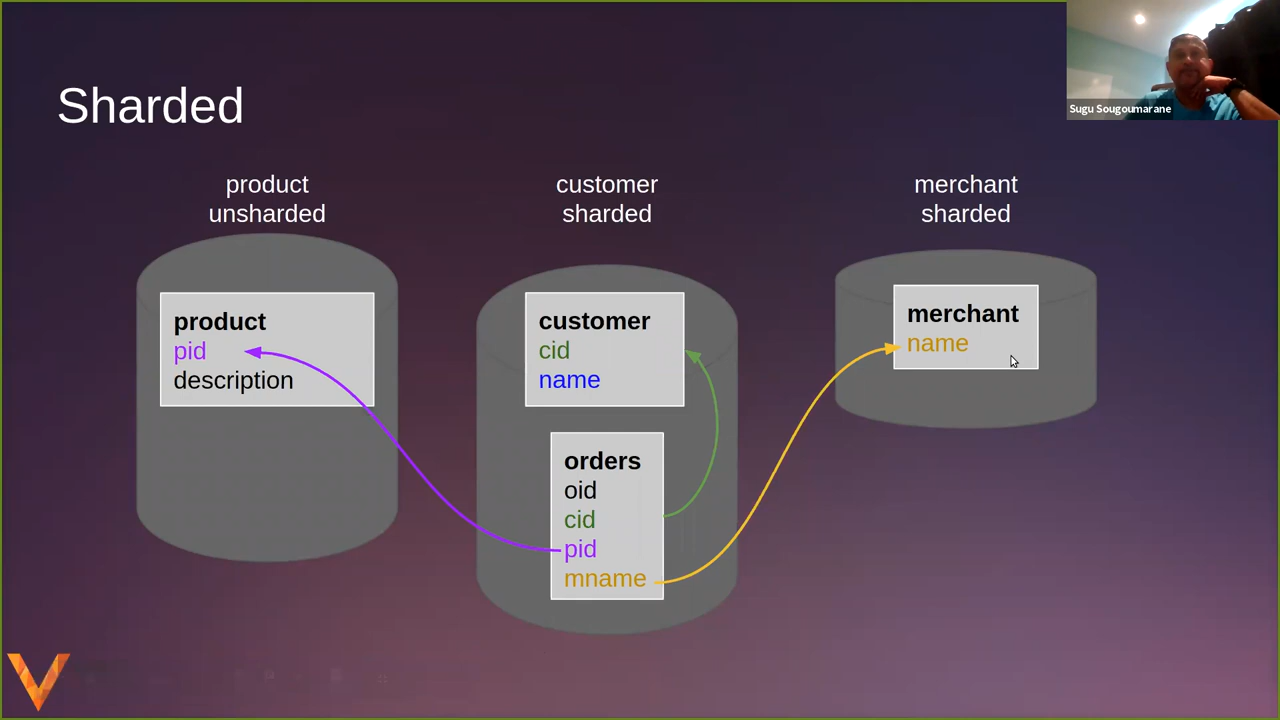 Sugu Sougoumarane
Sharded
product
unsharded
customer
sharded
merchant
sharded
product
pid
description
customer
cid
name
orders
oid
cid
pid
mname
merchant
name